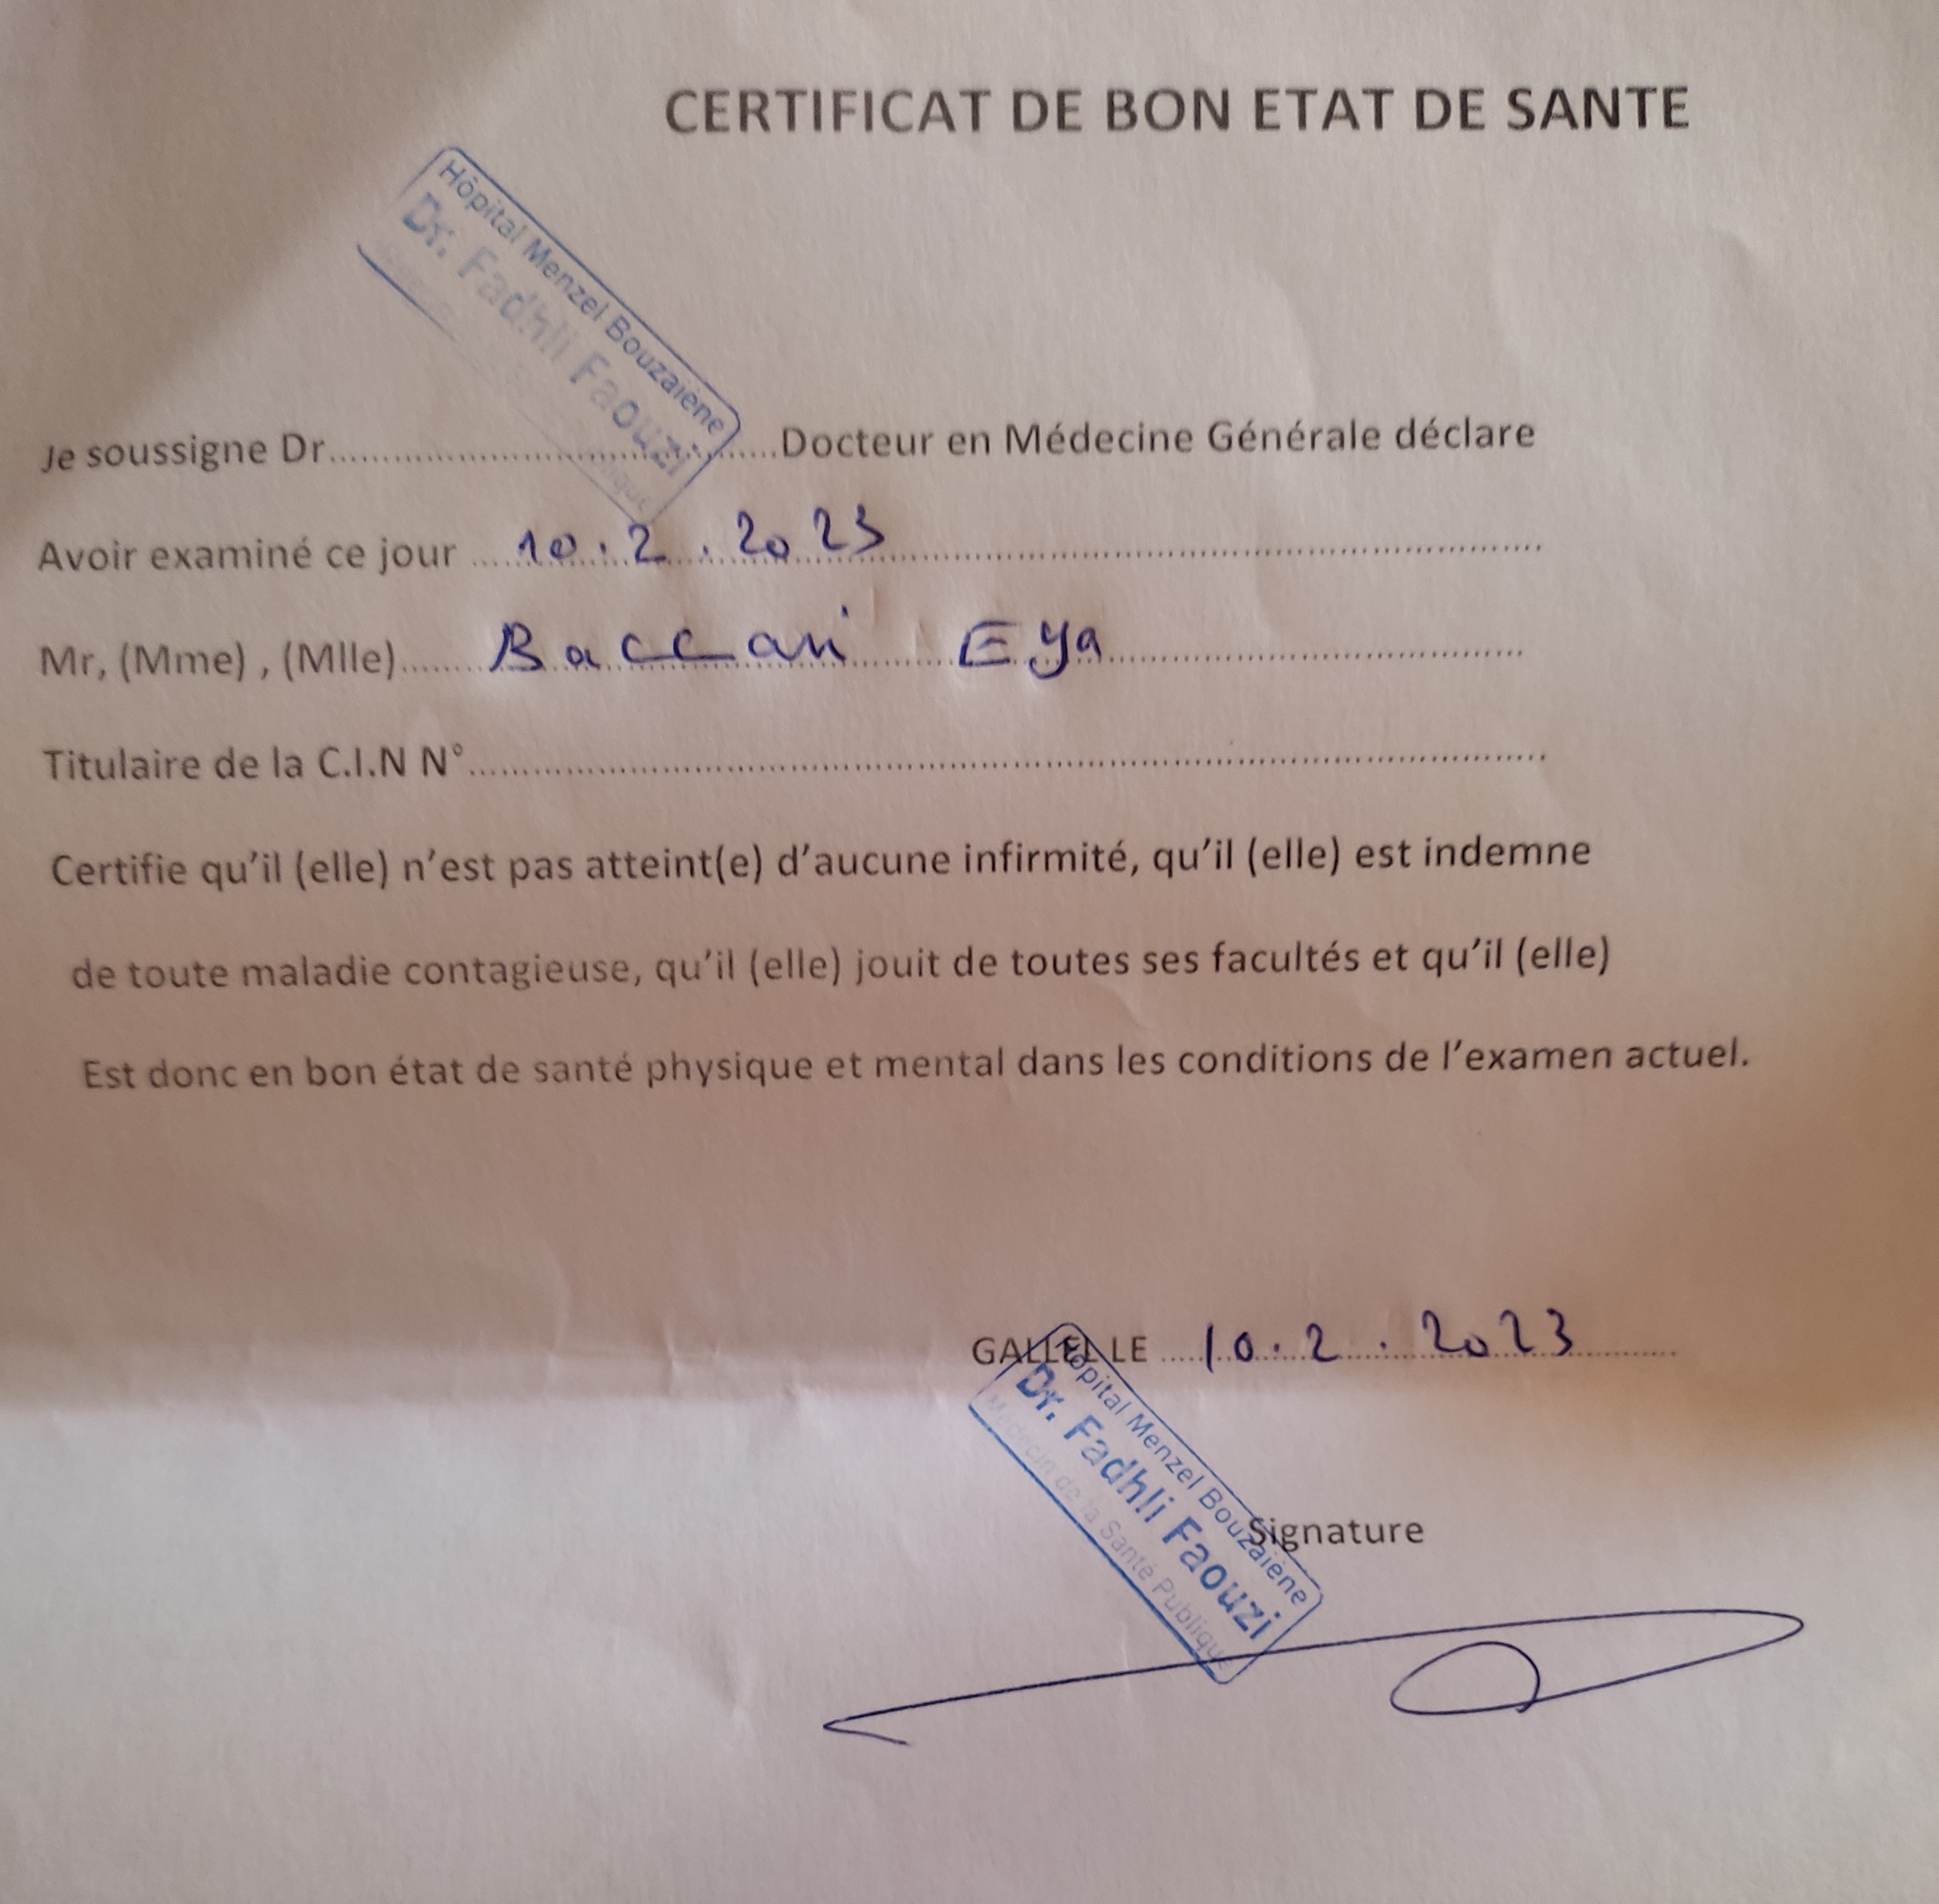 CERTIFICAT DE BON ETAT DE SANTE
Hôpital Menzel Bouzaiène
Dr. Fadhli Faouzi
Je soussigne Dr....................Docteur en Médecine Générale déclare
Avoir examiné ce jour 10.2.2023
Mr, (Mme) , (Mlle) Baccari Eya
Titulaire de la C.I.N N°....................
Certifie qu'il (elle) n'est pas atteint(e) d'aucune infirmité, qu'il (elle) est indemne
de toute maladie contagieuse, qu'il (elle) jouit de toutes ses facultés et qu'il (elle)
Est donc en bon état de santé physique et mental dans les conditions de l'examen actuel.
GALLEL LE 10.2.2023
Hôpital Menzel Bouzaiène
Dr. Fadhli Faouzi
Médecin de la Santé Publique
Signature